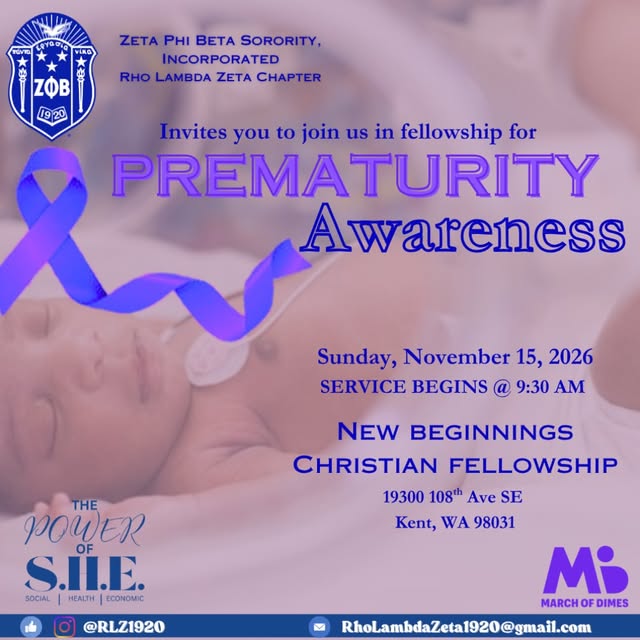 ZΦB
1920
Zeta Phi Beta Sorority,
Incorporated
Rho Lambda Zeta Chapter
Invites you to join us in fellowship for
PREMATURITY
Awareness
Sunday, November 15, 2026
SERVICE BEGINS @ 9:30 AM
New Beginnings
Christian Fellowship
19300 108th Ave SE
Kent, WA 98031
THE
POWER
OF
S.H.E.
SOCIAL | HEALTH | ECONOMIC
MARCH OF DIMES
@RLZ1920
RhoLambdaZeta1920@gmail.com